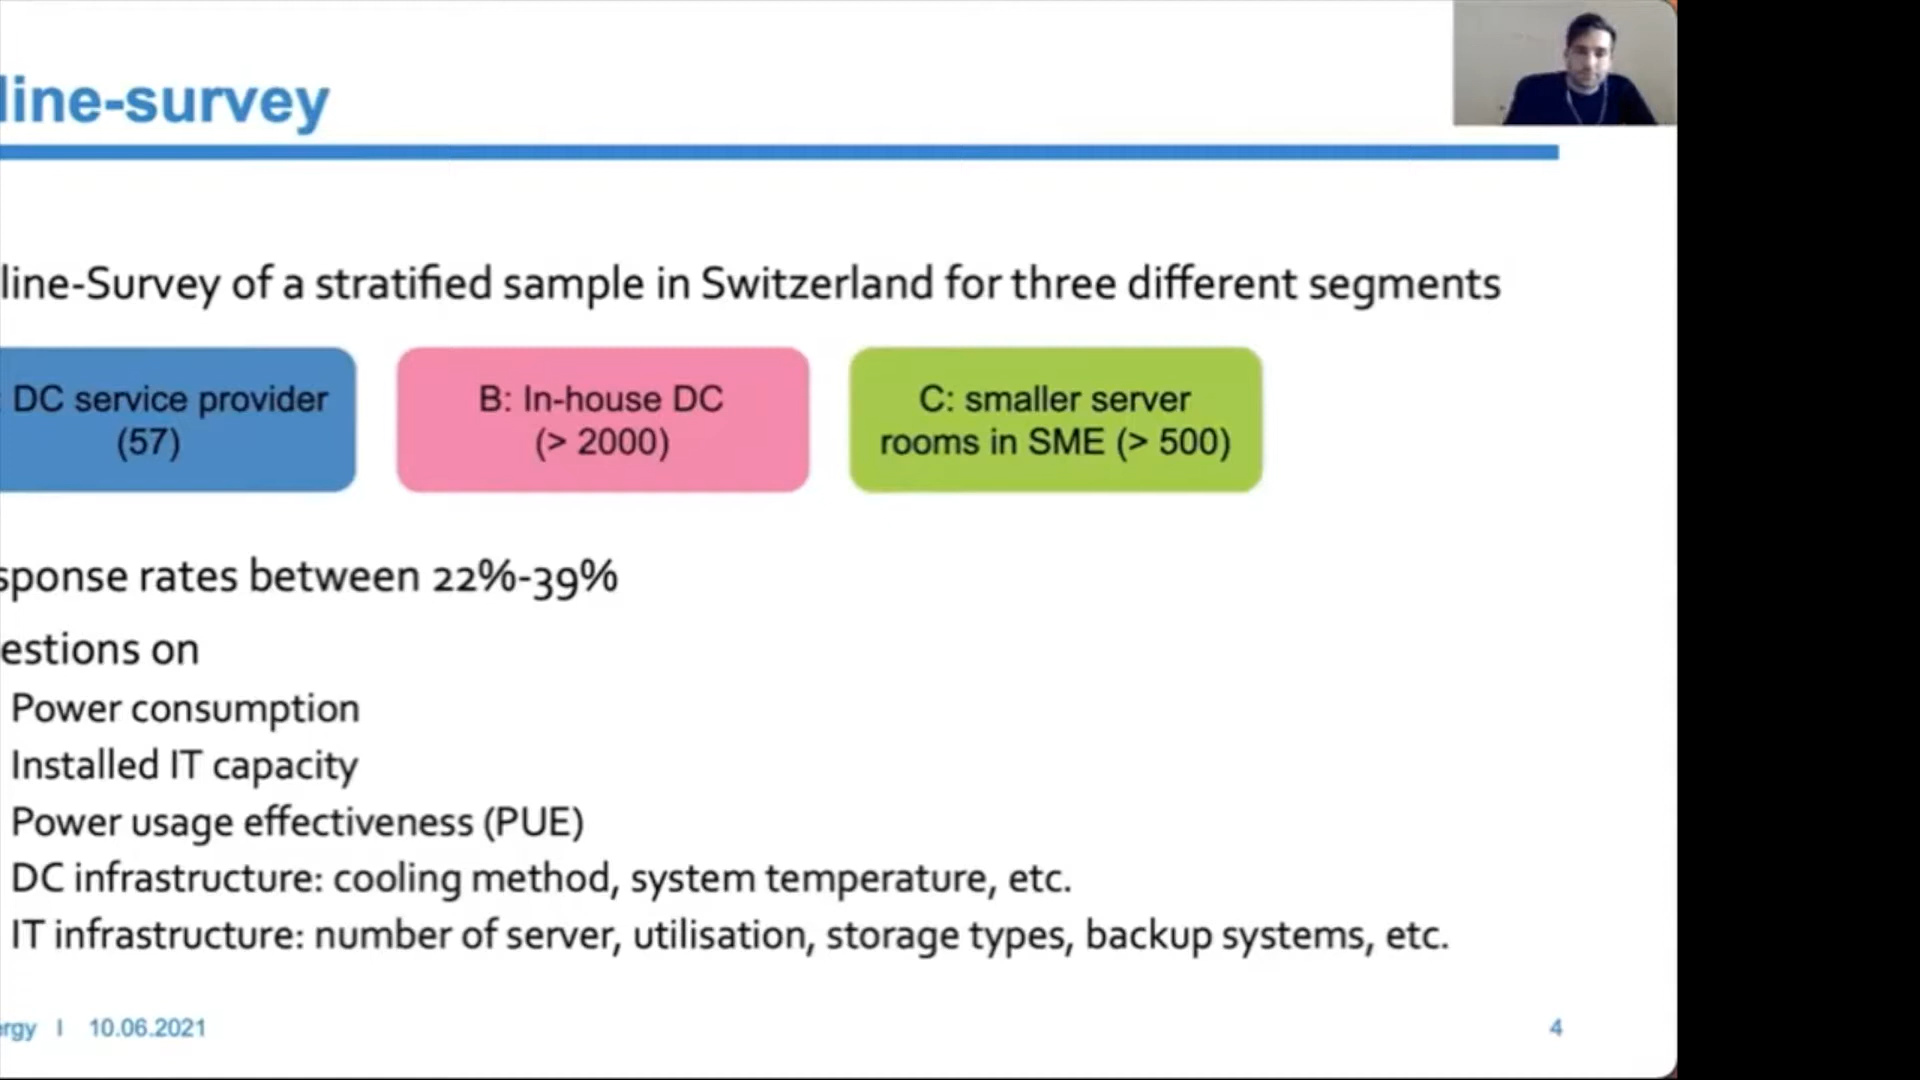 line-survey
line-Survey of a stratified sample in Switzerland for three different segments
DC service provider
(57)
B: In-house DC
(> 2000)
C: smaller server
rooms in SME (> 500)
sponse rates between 22%-39%
estions on
Power consumption
Installed IT capacity
Power usage effectiveness (PUE)
DC infrastructure: cooling method, system temperature, etc.
IT infrastructure: number of server, utilisation, storage types, backup systems, etc.
ergy I 10.06.2021
4